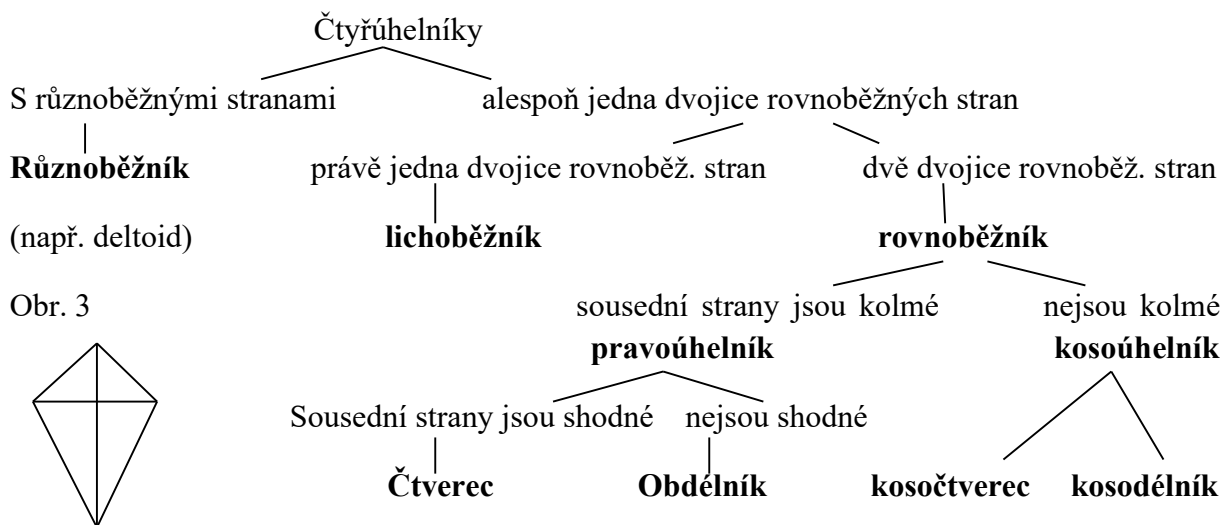 Čtyřúhelníky
S různoběžnými stranami alespoň jedna dvojice rovnoběžných stran
Různoběžník právě jedna dvojice rovnoběž. stran dvě dvojice rovnoběž. stran
(např. deltoid) lichoběžník rovnoběžník
Obr. 3 sousední strany jsou kolmé nejsou kolmé
pravoúhelník kosoúhelník
Sousední strany jsou shodné nejsou shodné
Čtverec Obdélník kosočtverec kosodélník